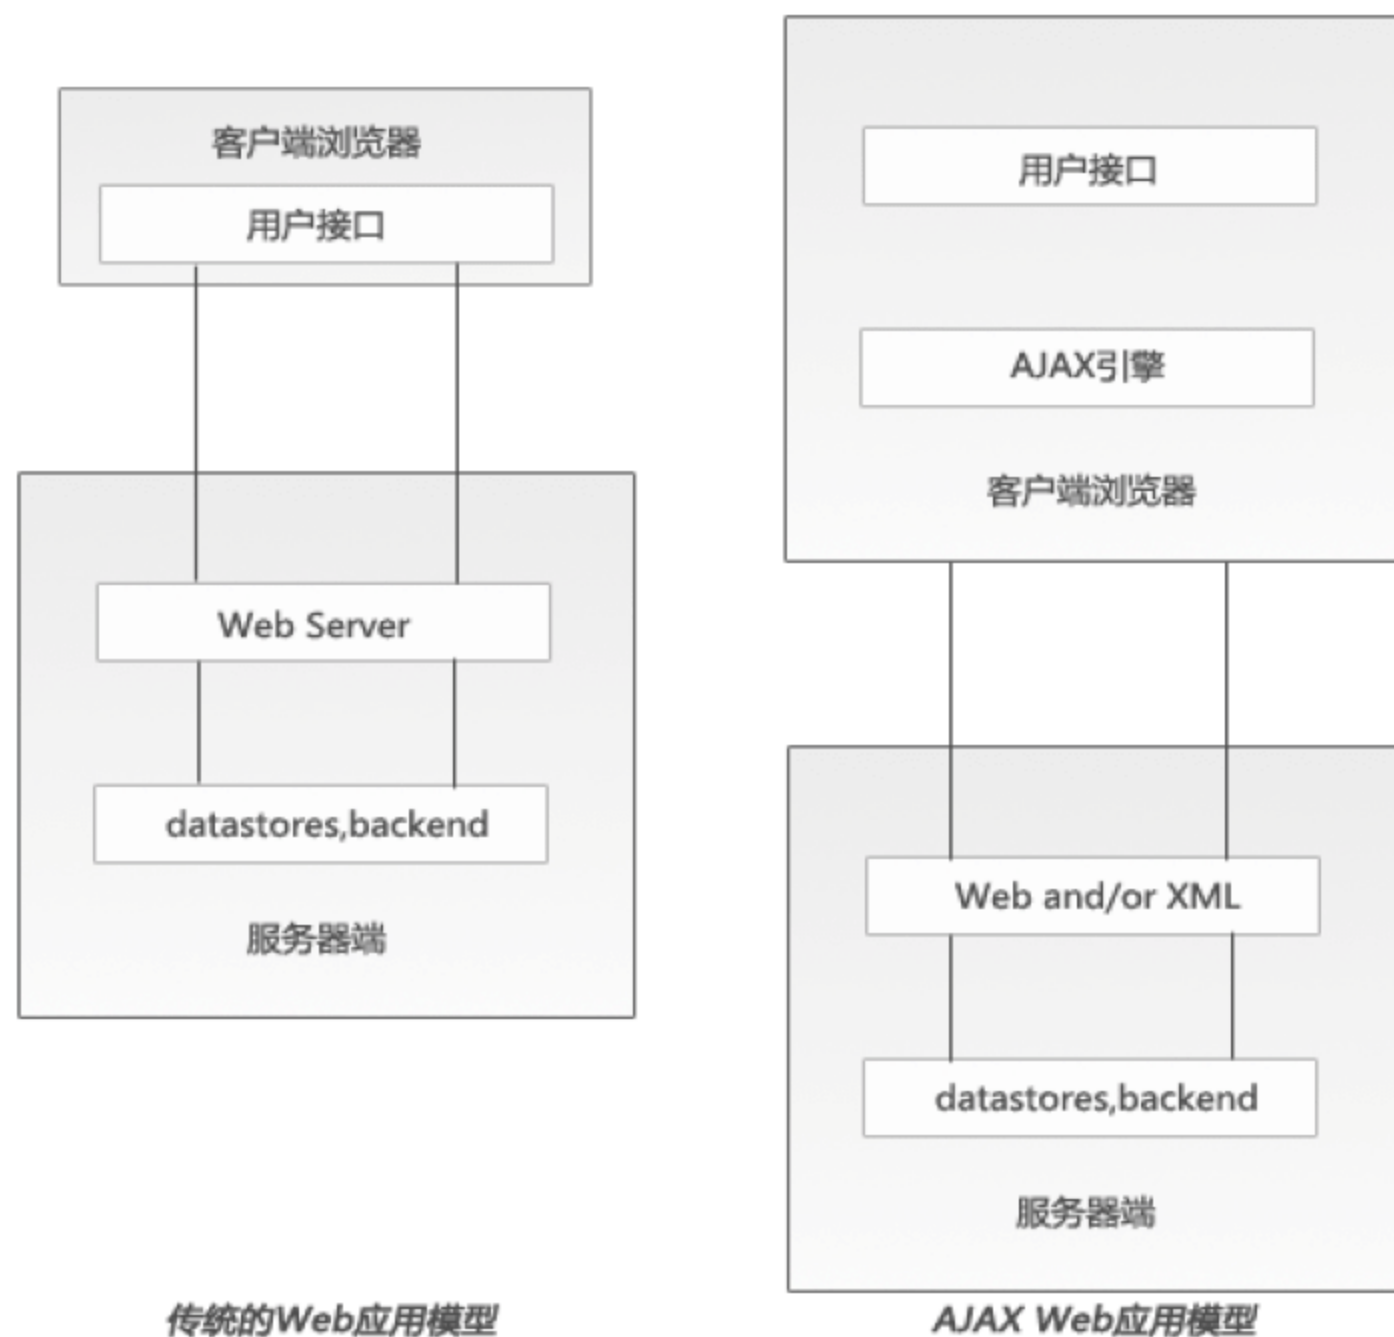 客户端浏览器
用户接口
Web Server
datastores,backend
服务器端
传统的Web应用模型
用户接口
AJAX引擎
客户端浏览器
Web and/or XML
datastores,backend
服务器端
AJAX Web应用模型